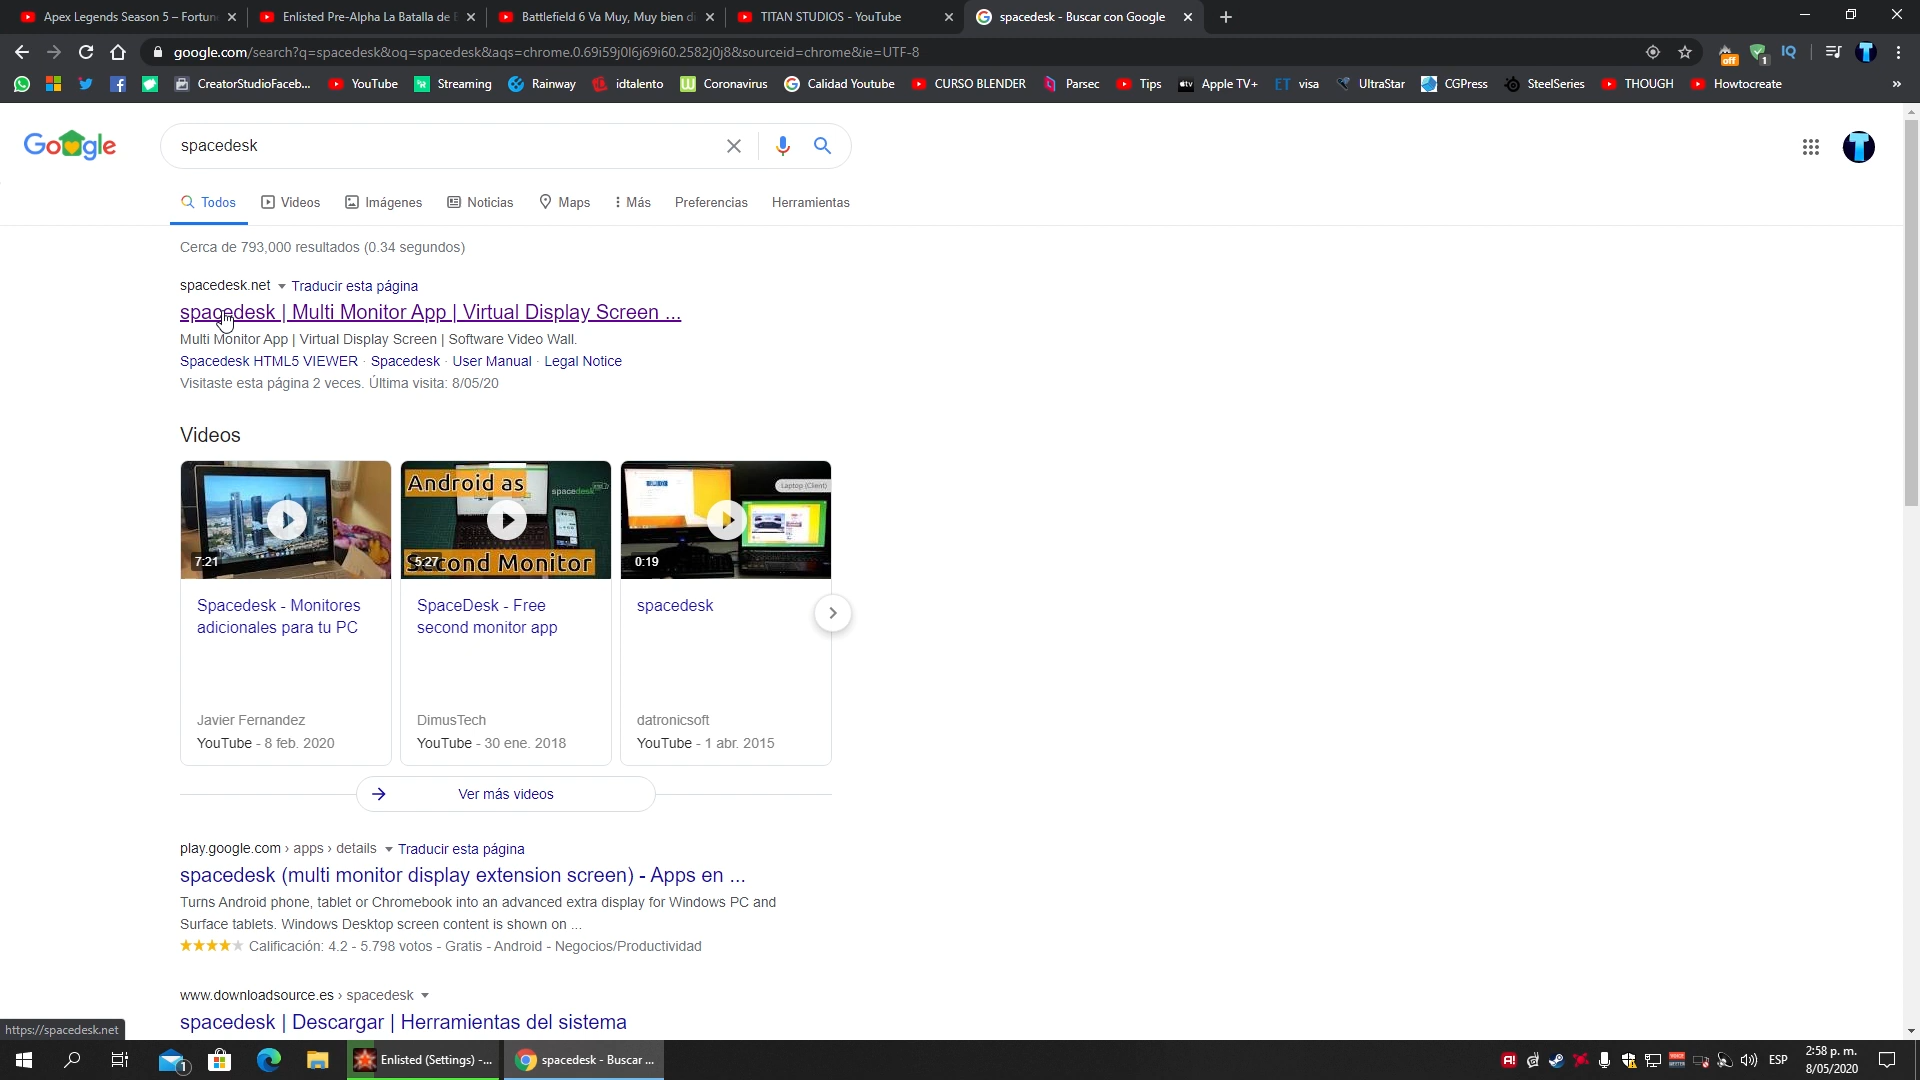 Apex Legends Season 5 – Fortun
Enlisted Pre-Alpha La Batalla de B
Battlefield 6 Va Muy, Muy bien d
TITAN STUDIOS - YouTube
spacedesk - Buscar con Google
google.com/search?q=spacedesk&oq=spacedesk&aqs=chrome.0.69i59j0l6j69i60.2582j0j8&sourceid=chrome&ie=UTF-8
off
1
IQ
CreatorStudioFaceb...
YouTube
Streaming
Rainway
idtalento
Coronavirus
Calidad Youtube
CURSO BLENDER
Parsec
Tips
Apple TV+
ET visa
UltraStar
CGPress
SteelSeries
THOUGH
Howtocreate
»
Google
spacedesk
T
Todos
Videos
Imágenes
Noticias
Maps
Más
Preferencias
Herramientas
Cerca de 793,000 resultados (0.34 segundos)
spacedesk.net
Traducir esta página
spacedesk | Multi Monitor App | Virtual Display Screen ...
Multi Monitor App | Virtual Display Screen | Software Video Wall.
Spacedesk HTML5 VIEWER · Spacedesk · User Manual · Legal Notice
Visitaste esta página 2 veces. Última visita: 8/05/20
Videos
7:21
Android as
spacedesk
5:27
Second Monitor
Laptop (Client)
0:19
Spacedesk - Monitores
adicionales para tu PC
Javier Fernandez
YouTube - 8 feb. 2020
SpaceDesk - Free
second monitor app
DimusTech
YouTube - 30 ene. 2018
spacedesk
datronicsoft
YouTube - 1 abr. 2015
Ver más videos
play.google.com › apps › details
Traducir esta página
spacedesk (multi monitor display extension screen) - Apps en ...
Turns Android phone, tablet or Chromebook into an advanced extra display for Windows PC and
Surface tablets. Windows Desktop screen content is shown on ...
Calificación: 4.2 - 5.798 votos - Gratis - Android - Negocios/Productividad
www.downloadsource.es › spacedesk
spacedesk | Descargar | Herramientas del sistema
https://spacedesk.net
1
Enlisted (Settings) -...
spacedesk - Buscar ...
ESP
2:58 p. m.
8/05/2020